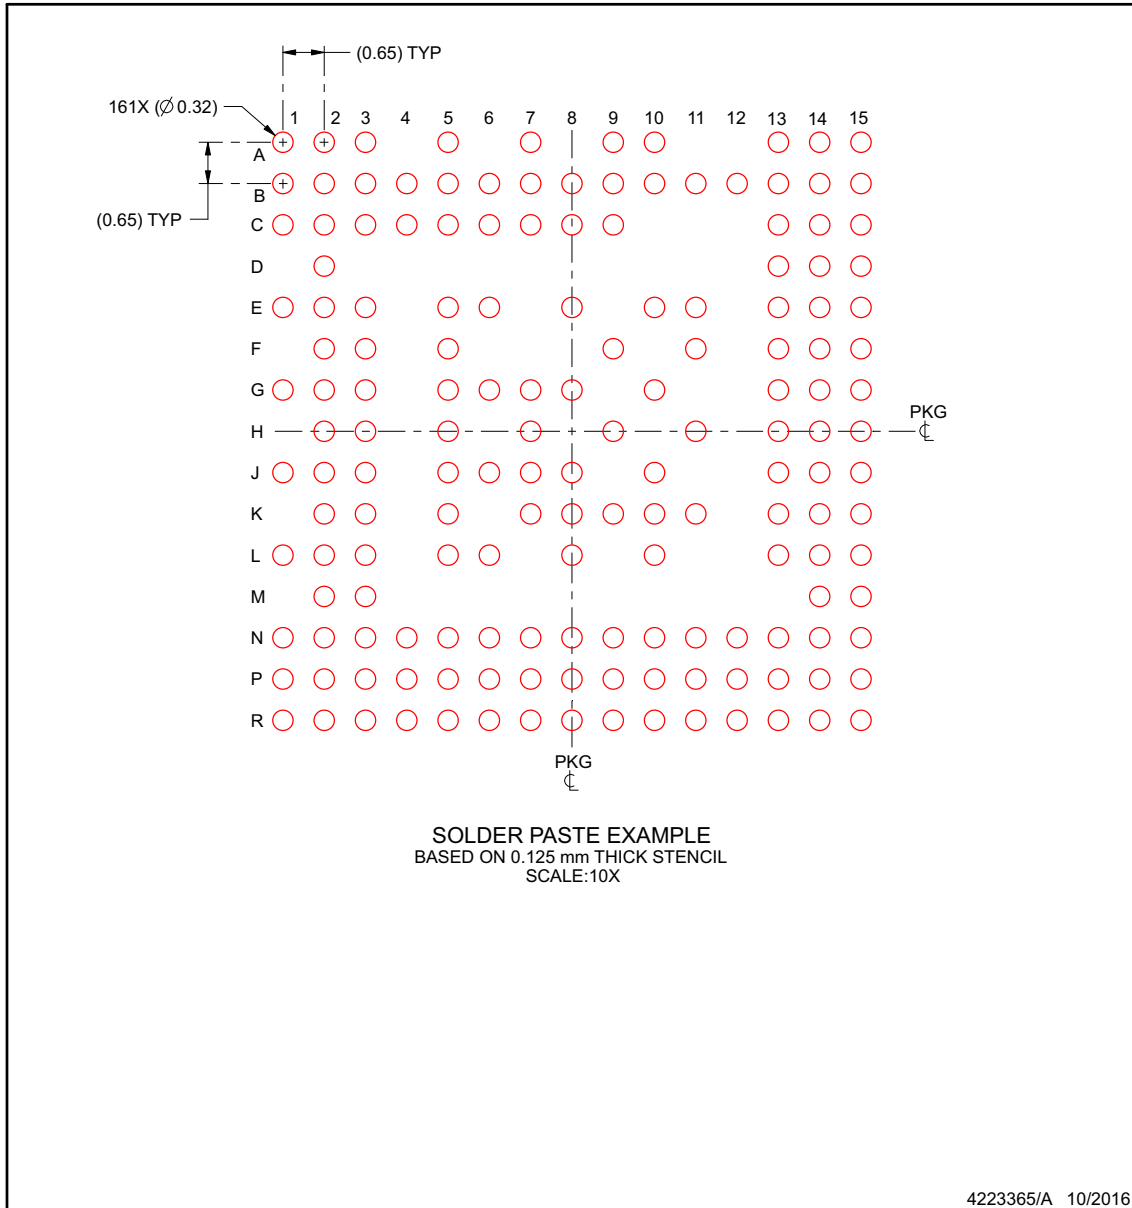 (0.65) TYP
161X (∅ 0.32)
1 2 3 4 5 6 7 8 9 10 11 12 13 14 15
A
B
(0.65) TYP
C
D
E
F
G
PKG
H
℄
J
K
L
M
N
P
R
PKG
℄
SOLDER PASTE EXAMPLE
BASED ON 0.125 mm THICK STENCIL
SCALE:10X
4223365/A 10/2016